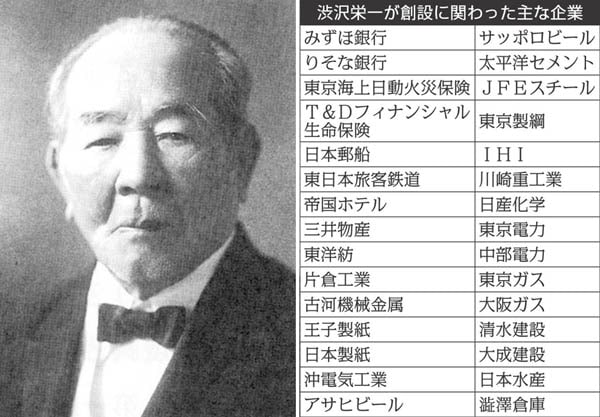 渋沢栄一が創設に関わった主な企業
みずほ銀行 サッポロビール
りそな銀行 太平洋セメント
東京海上日動火災保険 ＪＦＥスチール
Ｔ＆Ｄフィナンシャル
生命保険 東京製綱
日本郵船 ＩＨＩ
東日本旅客鉄道 川崎重工業
帝国ホテル 日産化学
三井物産 東京電力
東洋紡 中部電力
片倉工業 東京ガス
古河機械金属 大阪ガス
王子製紙 清水建設
日本製紙 大成建設
沖電気工業 日本水産
アサヒビール 澁澤倉庫